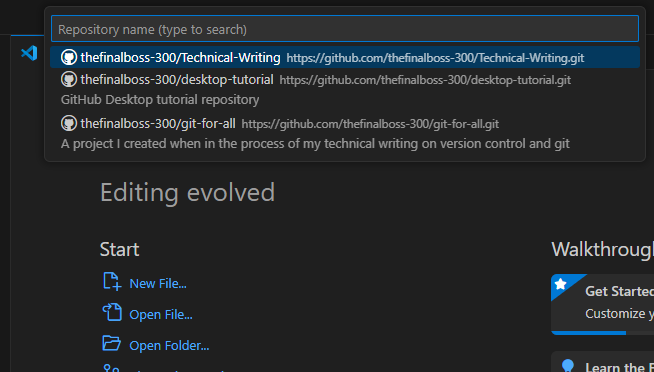 Repository name (type to search)
thefinalboss-300/Technical-Writing https://github.com/thefinalboss-300/Technical-Writing.git
thefinalboss-300/desktop-tutorial https://github.com/thefinalboss-300/desktop-tutorial.git
GitHub Desktop tutorial repository
thefinalboss-300/git-for-all https://github.com/thefinalboss-300/git-for-all.git
A project I created when in the process of my technical writing on version control and git
Editing evolved
Start
Walkthroug
New File...
Get Started
Open File...
Customize y
Open Folder...
Learn the F